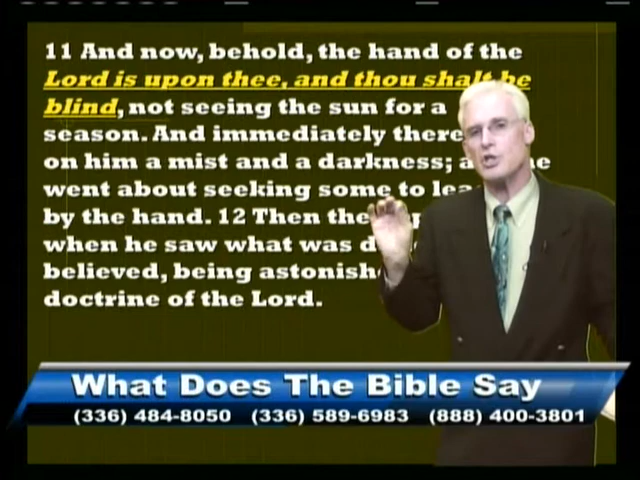 11 And now, behold, the hand of the
Lord is upon thee, and thou shalt be
blind, not seeing the sun for a
season. And immediately there
on him a mist and a darkness;
went about seeking some to
by the hand. 12 Then the
when he saw what was
believed, being
doctrine of the Lord.
What Does The Bible Say
(336) 484-8050 (336) 589-6983 (888) 400-3801